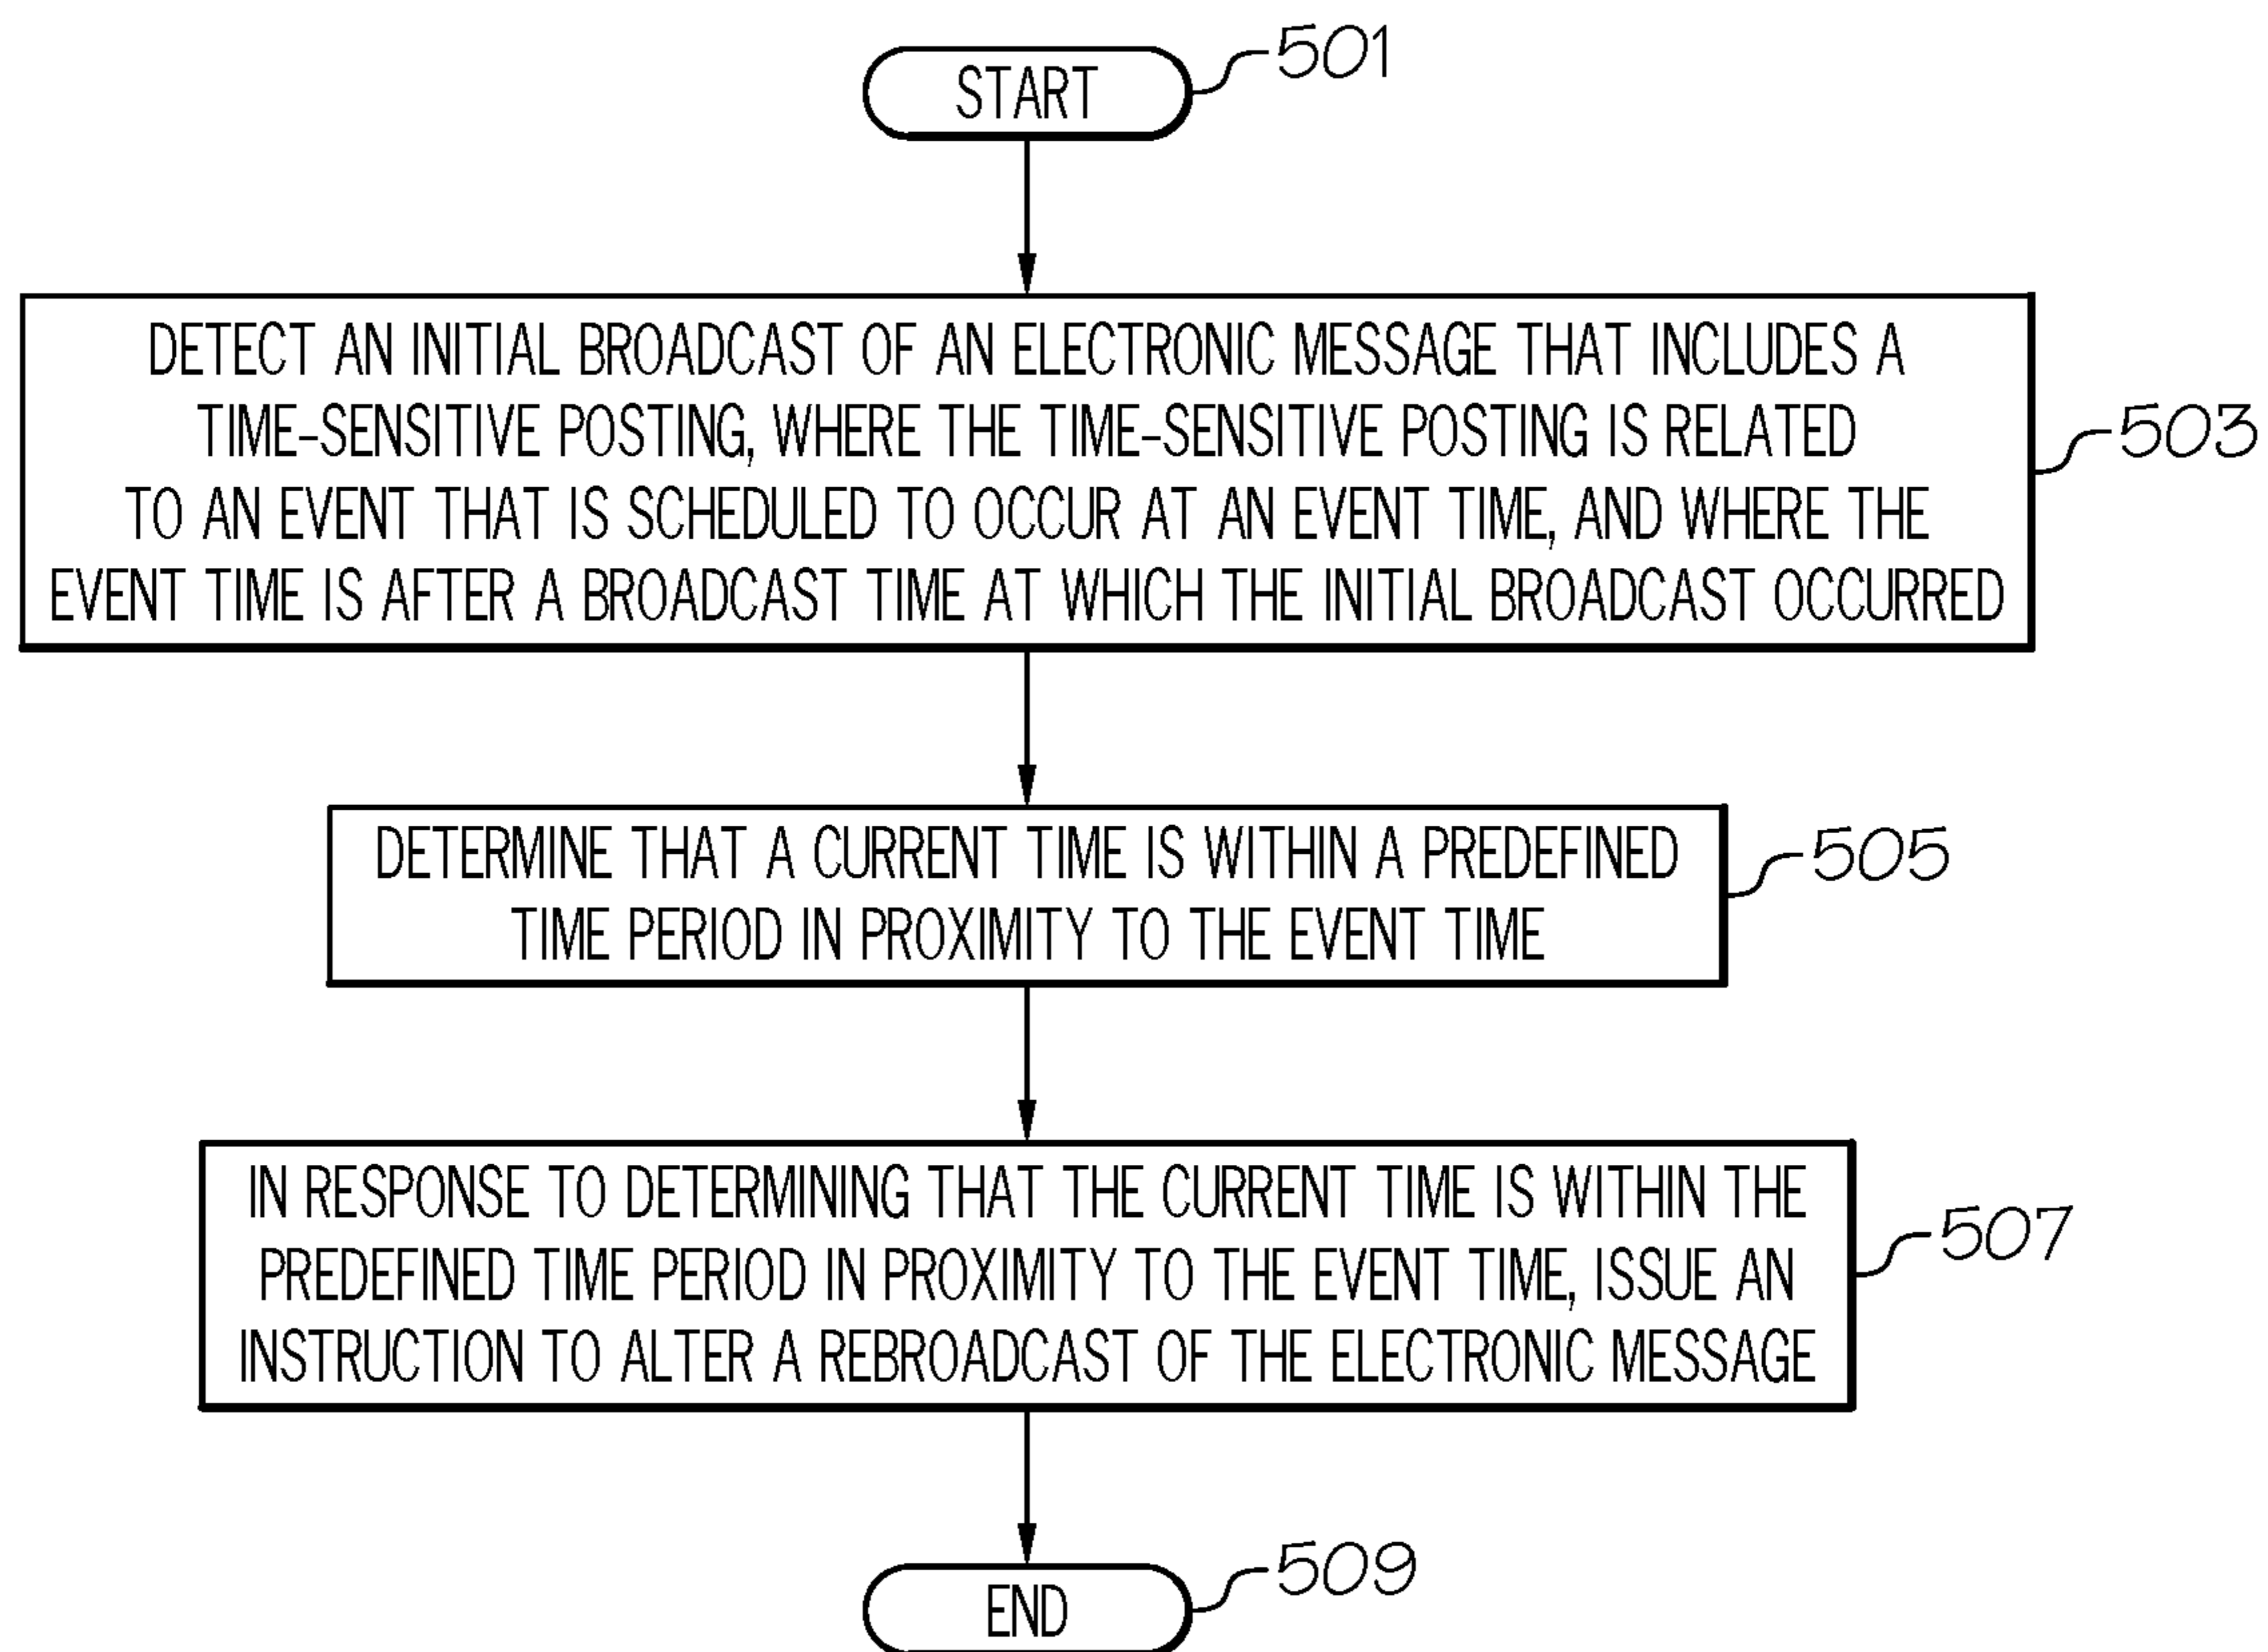 START
501
DETECT AN INITIAL BROADCAST OF AN ELECTRONIC MESSAGE THAT INCLUDES A
TIME-SENSITIVE POSTING, WHERE THE TIME-SENSITIVE POSTING IS RELATED
TO AN EVENT THAT IS SCHEDULED TO OCCUR AT AN EVENT TIME, AND WHERE THE
EVENT TIME IS AFTER A BROADCAST TIME AT WHICH THE INITIAL BROADCAST OCCURRED
503
DETERMINE THAT A CURRENT TIME IS WITHIN A PREDEFINED
TIME PERIOD IN PROXIMITY TO THE EVENT TIME
505
IN RESPONSE TO DETERMINING THAT THE CURRENT TIME IS WITHIN THE
PREDEFINED TIME PERIOD IN PROXIMITY TO THE EVENT TIME, ISSUE AN
INSTRUCTION TO ALTER A REBROADCAST OF THE ELECTRONIC MESSAGE
507
END
509